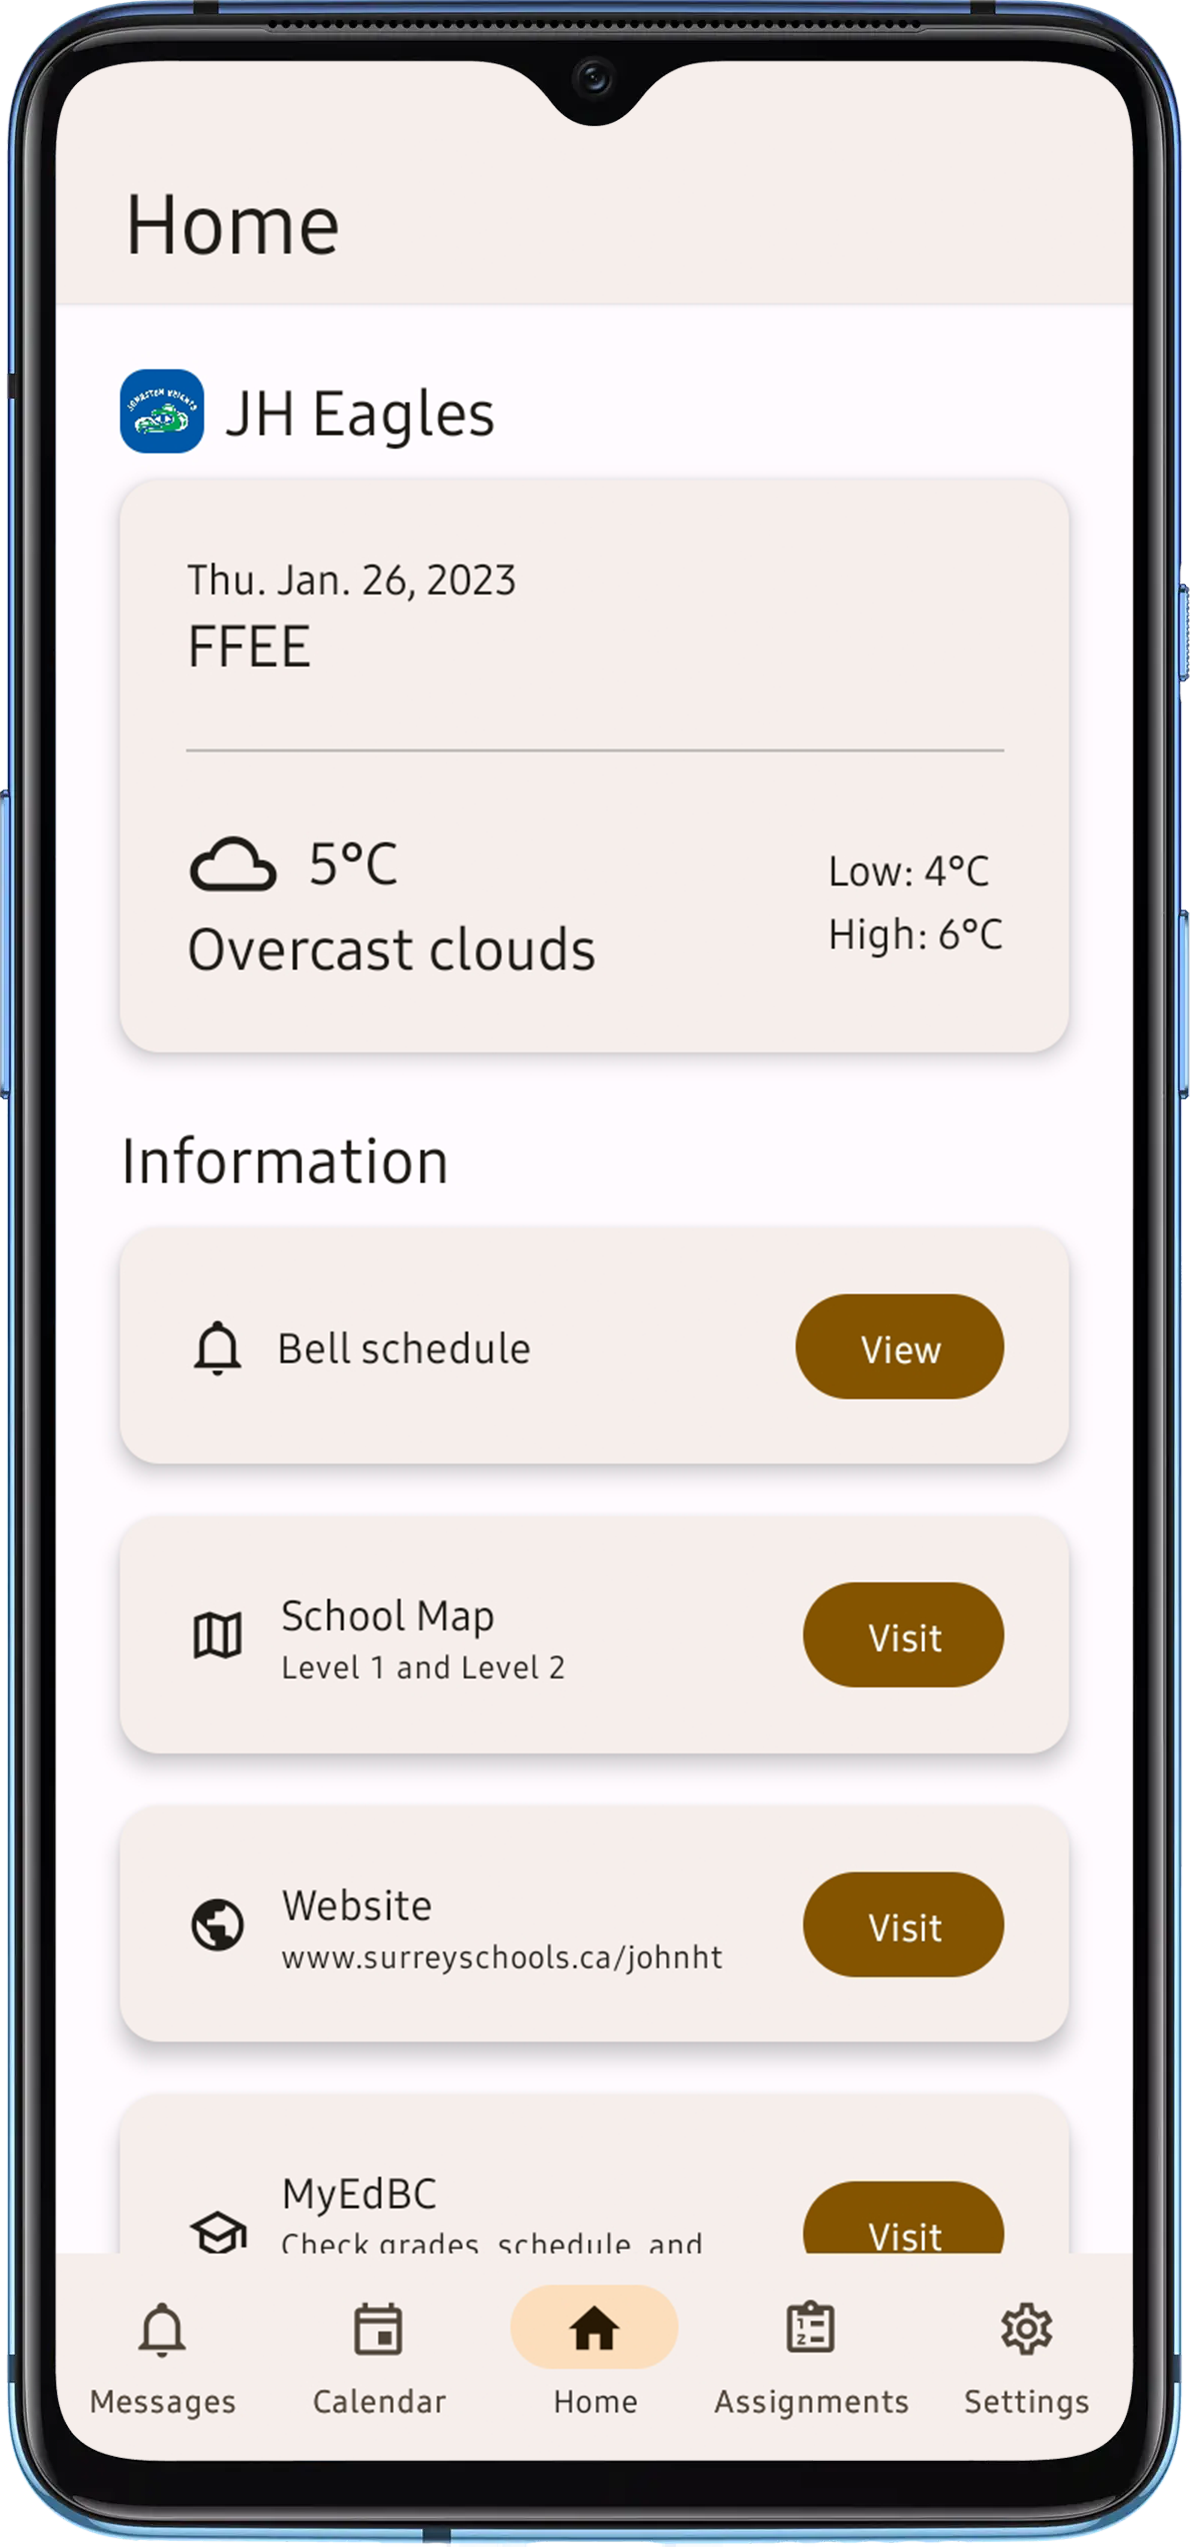 Home
JH Eagles
Thu. Jan. 26, 2023
FFEE
5°C
Overcast clouds
Low: 4°C
High: 6°C
Information
Bell schedule
View
School Map
Level 1 and Level 2
Visit
Website
www.surreyschools.ca/johnht
Visit
MyEdBC
Check grades, schedule, and
Visit
Messages
Calendar
Home
Assignments
Settings